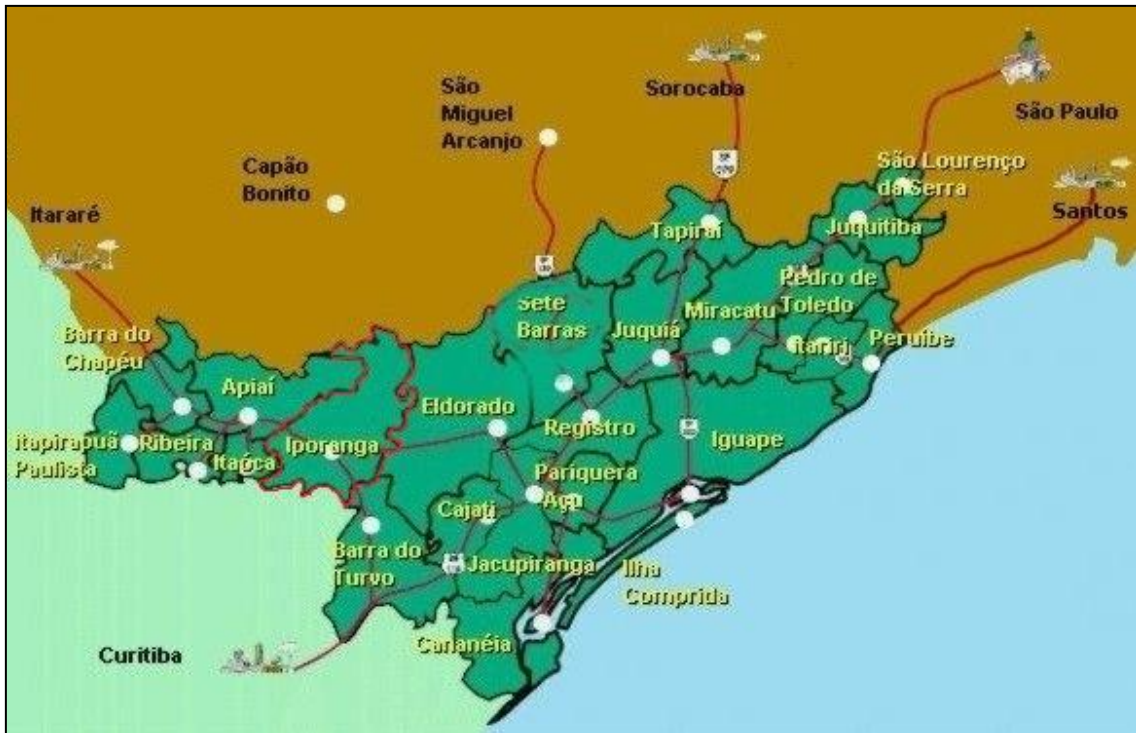 Sorocaba
São
Miguel
Arcanjo
São Paulo
São Lourenço
da Serra
Capão
Bonito
Santos
Itararé
Juquitiba
Tapiraí
Pedro de
Toledo
Sete
Barras
Miracatu
Juquiá
Itariri
Peruíbe
Barra do
Chapéu
Apiaí
Eldorado
Registro
Iguape
Itapirapuã
Paulista
Ribeira
Itaóca
Iporanga
Pariquera
Açu
Cajati
Barra do
Turvo
Jacupiranga
Ilha
Comprida
Cananéia
Curitiba